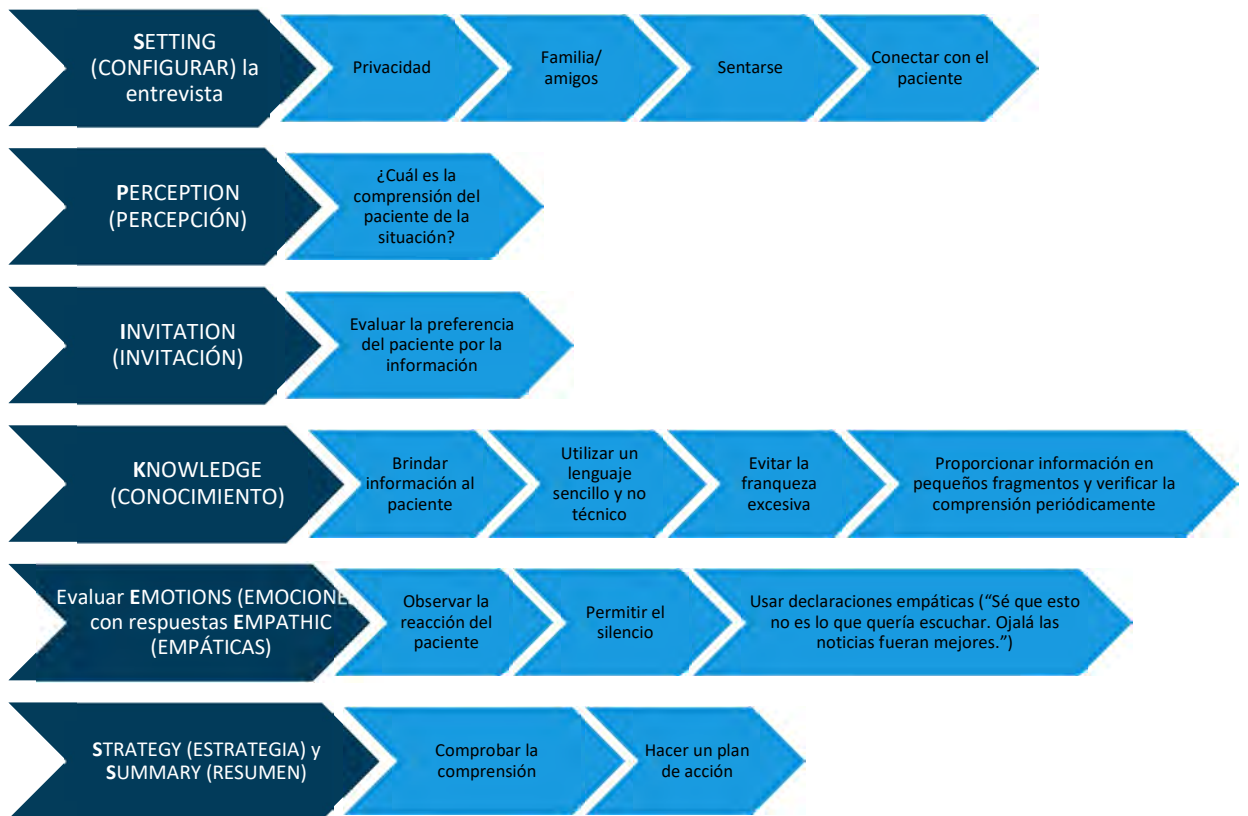 SETTING
(CONFIGURAR) la
entrevista
Privacidad
Familia/
amigos
Sentarse
Conectar con el
paciente
PERCEPTION
(PERCEPCIÓN)
¿Cuál es la
comprensión del
paciente de la
situación?
INVITATION
(INVITACIÓN)
Evaluar la preferencia
del paciente por la
información
KNOWLEDGE
(CONOCIMIENTO)
Brindar
información al
paciente
Utilizar un
lenguaje
sencillo y no
técnico
Evitar la
franqueza
excesiva
Proporcionar información en
pequeños fragmentos y verificar la
comprensión periódicamente
Evaluar EMOTIONS (EMOCIONE
con respuestas EMPATHIC
(EMPÁTICAS)
Observar la
reacción del
paciente
Permitir el
silencio
Usar declaraciones empáticas (“Sé que esto
no es lo que quería escuchar. Ojalá las
noticias fueran mejores.”)
STRATEGY (ESTRATEGIA) y
SUMMARY (RESUMEN)
Comprobar la
comprensión
Hacer un plan
de acción